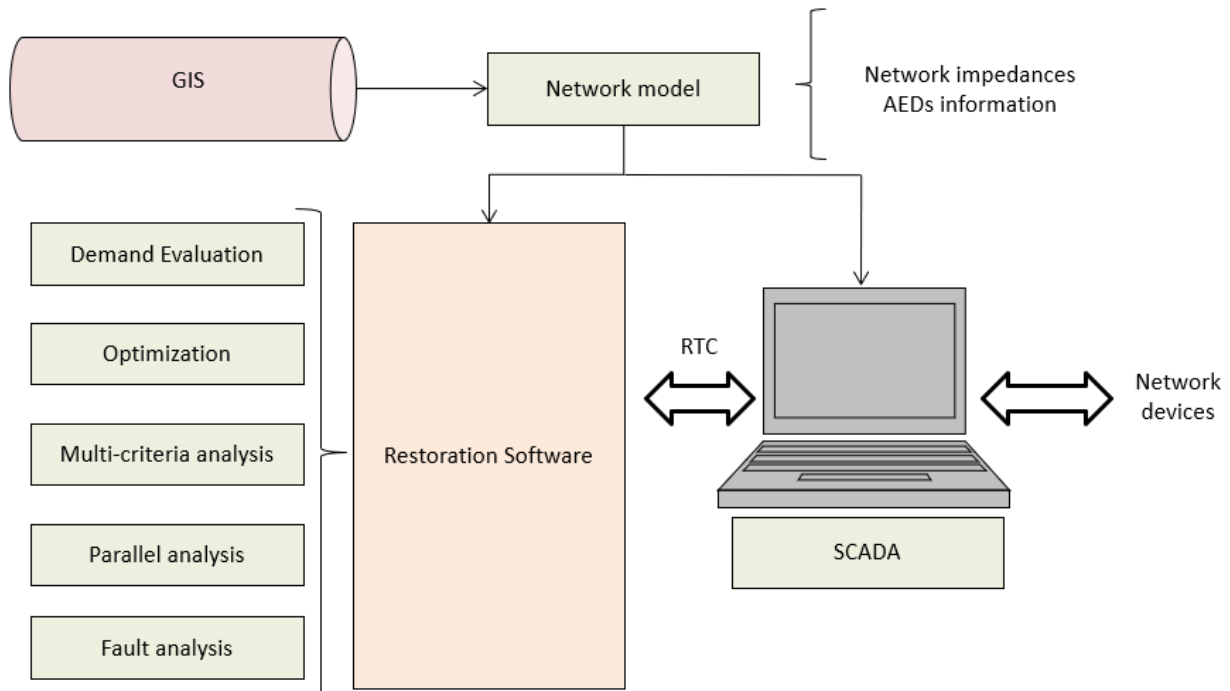 GIS
Network model
Network impedances
AEDs information
Demand Evaluation
Optimization
Multi-criteria analysis
Parallel analysis
Fault analysis
Restoration Software
RTC
SCADA
Network
devices